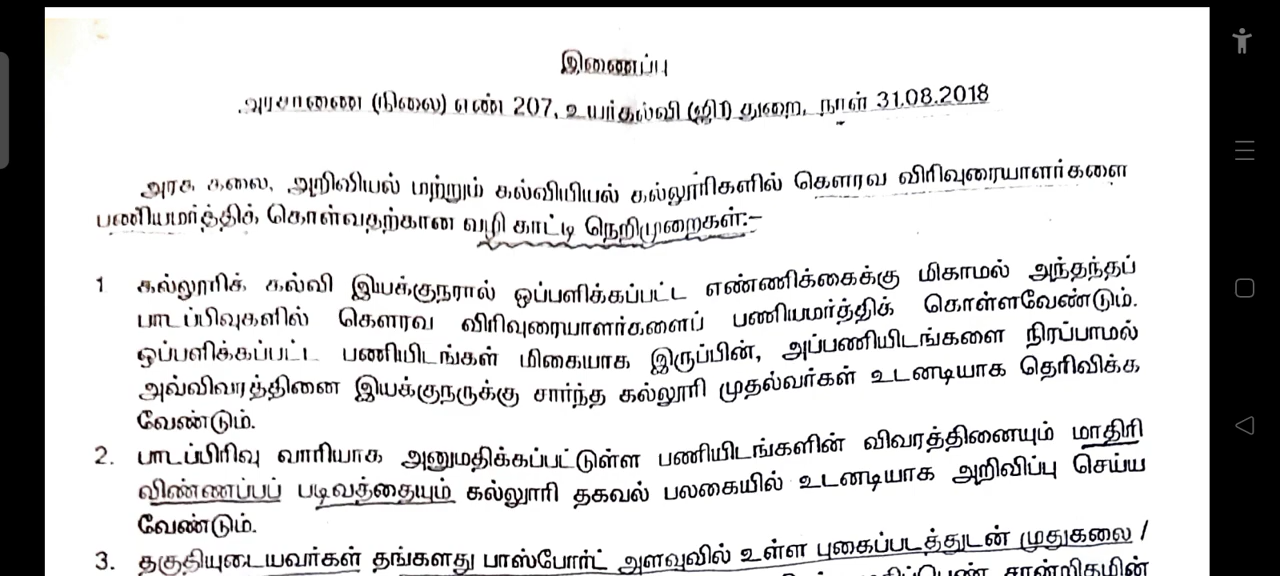 இணைப்பு
அரசாணை (நிலை) எண் 207, உயர்கல்வி (ஜி1) துறை, நாள் 31.08.2018
அரசு கலை, அறிவியல் மற்றும் கல்வியியல் கல்லூரிகளில் கௌரவ விரிவுரையாளர்களை
பணியமர்த்திக் கொள்வதற்கான வழி காட்டி நெறிமுறைகள்:-
1 கல்லூரிக் கல்வி இயக்குநரால் ஒப்பளிக்கப்பட்ட எண்ணிக்கைக்கு மிகாமல் அந்தந்தப்
பாடப்பிவுகளில் கௌரவ விரிவுரையாளர்களைப் பணியமர்த்திக் கொள்ளவேண்டும்.
ஒப்பளிக்கப்பட்ட பணியிடங்கள் மிகையாக இருப்பின், அப்பணியிடங்களை நிரப்பாமல்
அவ்விவரத்தினை இயக்குநருக்கு சார்ந்த கல்லூரி முதல்வர்கள் உடனடியாக தெரிவிக்க
வேண்டும்.
2. பாடப்பிரிவு வாரியாக அனுமதிக்கப்பட்டுள்ள பணியிடங்களின் விவரத்தினையும் மாதிரி
விண்ணப்பப் படிவத்தையும் கல்லூரி தகவல் பலகையில் உடனடியாக அறிவிப்பு செய்ய
வேண்டும்.
3. தகுதியுடையவர்கள் தங்களது பாஸ்போர்ட் அளவுவில் உள்ள புகைப்படத்துடன் முதுகலை /
சான்றிதழின்